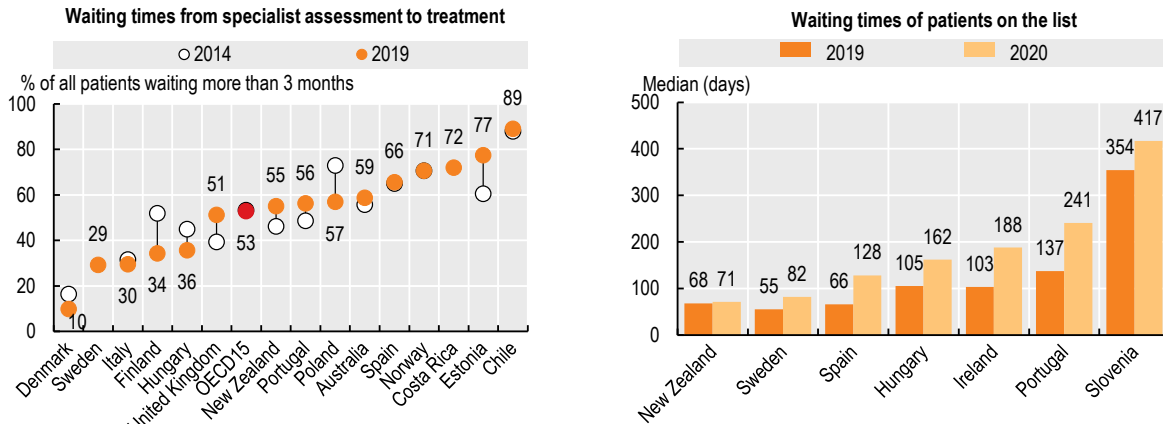 Waiting times from specialist assessment to treatment
2014 2019
% of all patients waiting more than 3 months
100
80
60
40
20
0
10
29
30
34
36
51
53
55
56
57
59
66
71
72
77
89
Denmark
Sweden
Italy
Finland
Hungary
United Kingdom
OECD15
New Zealand
Portugal
Poland
Australia
Spain
Norway
Costa Rica
Estonia
Chile
Waiting times of patients on the list
2019 2020
Median (days)
500
400
300
200
100
0
68 71
55 82
66 128
105 162
103 188
137 241
354 417
New Zealand
Sweden
Spain
Hungary
Ireland
Portugal
Slovenia